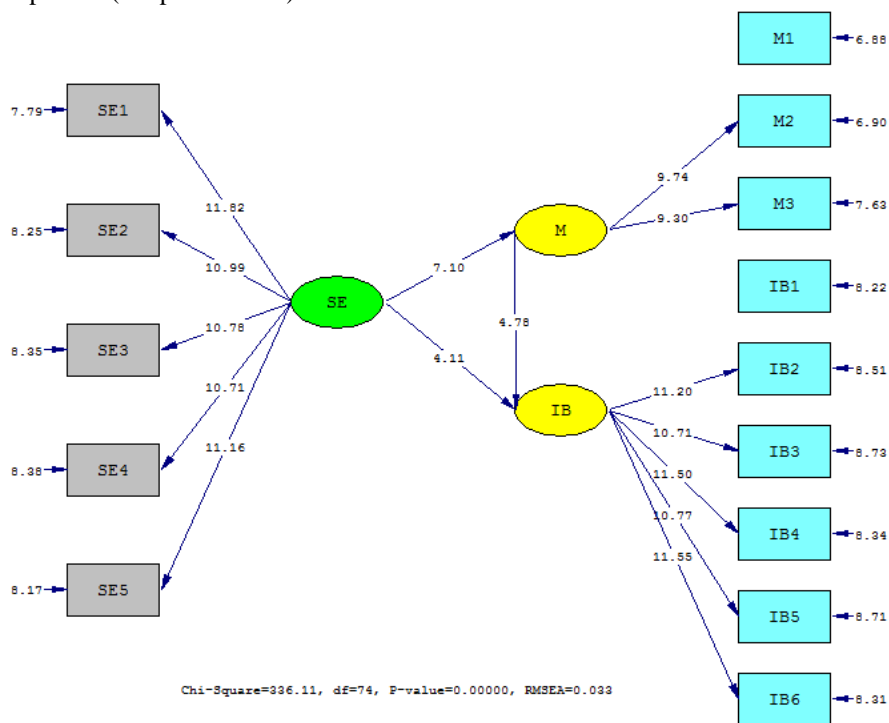 M1
6.88
7.79
SE1
M2
6.90
9.74
11.82
M3
7.63
9.30
8.25
SE2
M
10.99
7.10
IB1
8.22
SE
4.78
10.78
8.35
SE3
4.11
IB2
8.51
11.20
10.71
IB
10.71
IB3
8.73
11.16
11.50
8.38
SE4
10.77
IB4
8.34
11.55
8.17
SE5
IB5
8.71
Chi-Square=336.11, df=74, P-value=0.00000, RMSEA=0.033
IB6
8.31